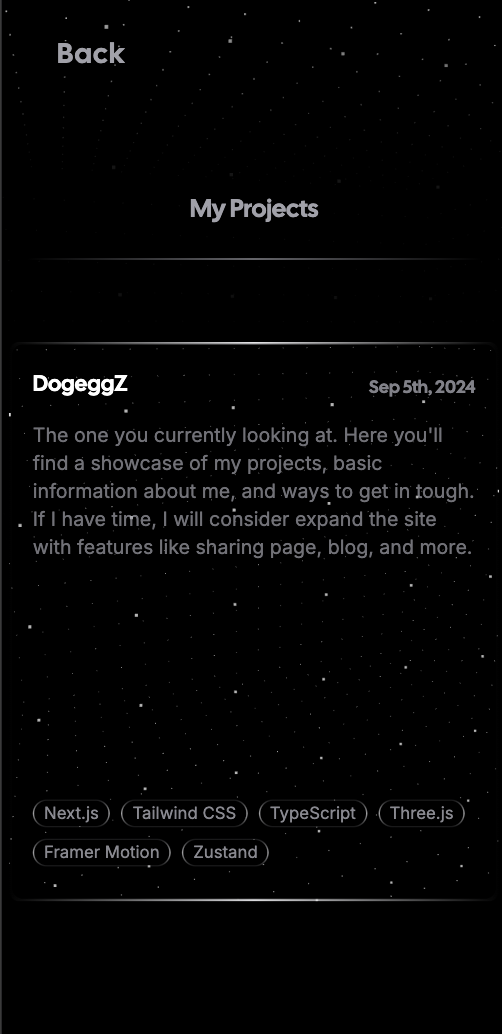 Back
My Projects
DogeggZ
Sep 5th, 2024
The one you currently looking at. Here you'll
find a showcase of my projects, basic
information about me, and ways to get in tough.
If I have time, I will consider expand the site
with features like sharing page, blog, and more.
Next.js Tailwind CSS TypeScript Three.js
Framer Motion Zustand